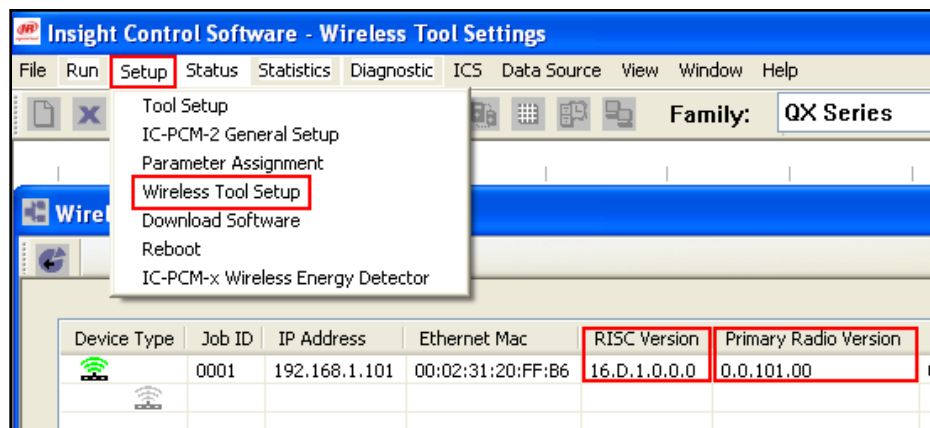 Insight Control Software - Wireless Tool Settings
File Run Setup Status Statistics Diagnostic ICS Data Source View Window Help
Family: QX Series
Tool Setup
IC-PCM-2 General Setup
Parameter Assignment
Wireless Tool Setup
Download Software
Reboot
IC-PCM-x Wireless Energy Detector
Device Type Job ID IP Address Ethernet Mac RISC Version Primary Radio Version
0001 192.168.1.101 00:02:31:20:FF:B6 16.D.1.0.0.0 0.0.101.00